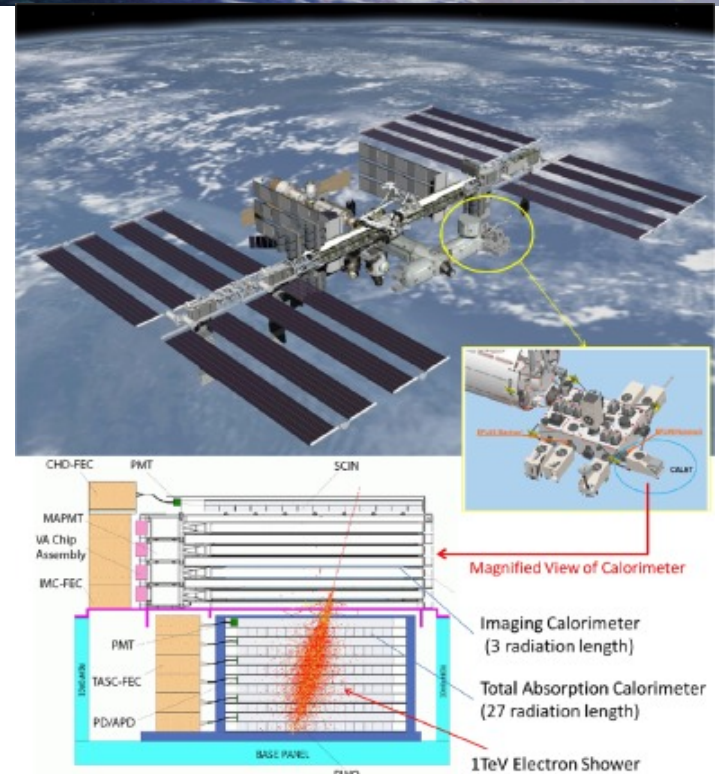 CALET
CHD-FEC
PMT
SCIN
MAPMT
VA Chip
Assembly
IMC-FEC
Magnified View of Calorimeter
Imaging Calorimeter
(3 radiation length)
PMT
TASC-FEC
PD/APD
Total Absorption Calorimeter
(27 radiation length)
BASE PANEL
1TeV Electron Shower